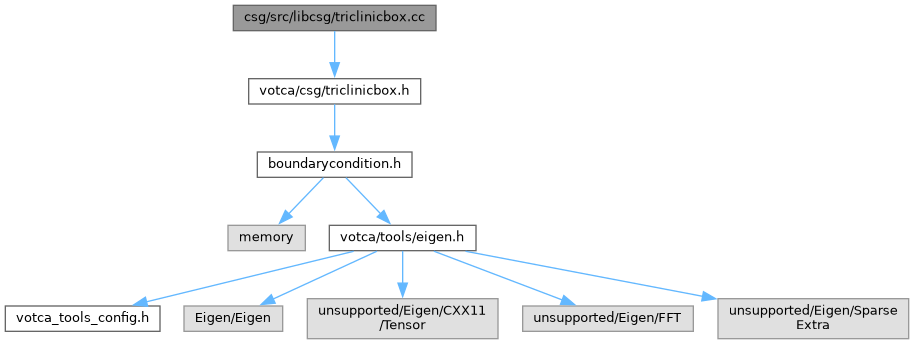 csg/src/libcsg/triclinicbox.cc
votca/csg/triclinicbox.h
boundarycondition.h
memory
votca/tools/eigen.h
votca_tools_config.h
Eigen/Eigen
unsupported/Eigen/CXX11
/Tensor
unsupported/Eigen/FFT
unsupported/Eigen/Sparse
Extra